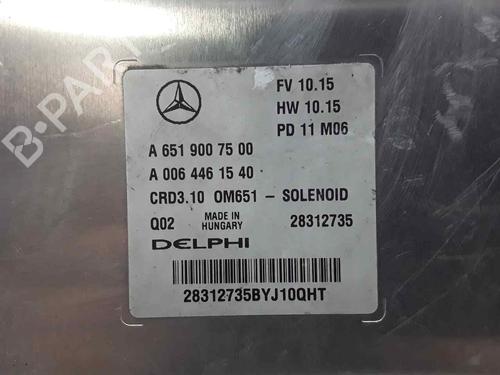 B-PARTS
FV 10.15
HW 10.15
PD 11 M06
A 651 900 75 00
A 006 446 15 40
CRD3.10 OM651 - SOLENOID
Q02 MADE IN HUNGARY 28312735
DELPHI
28312735BYJ10QHT